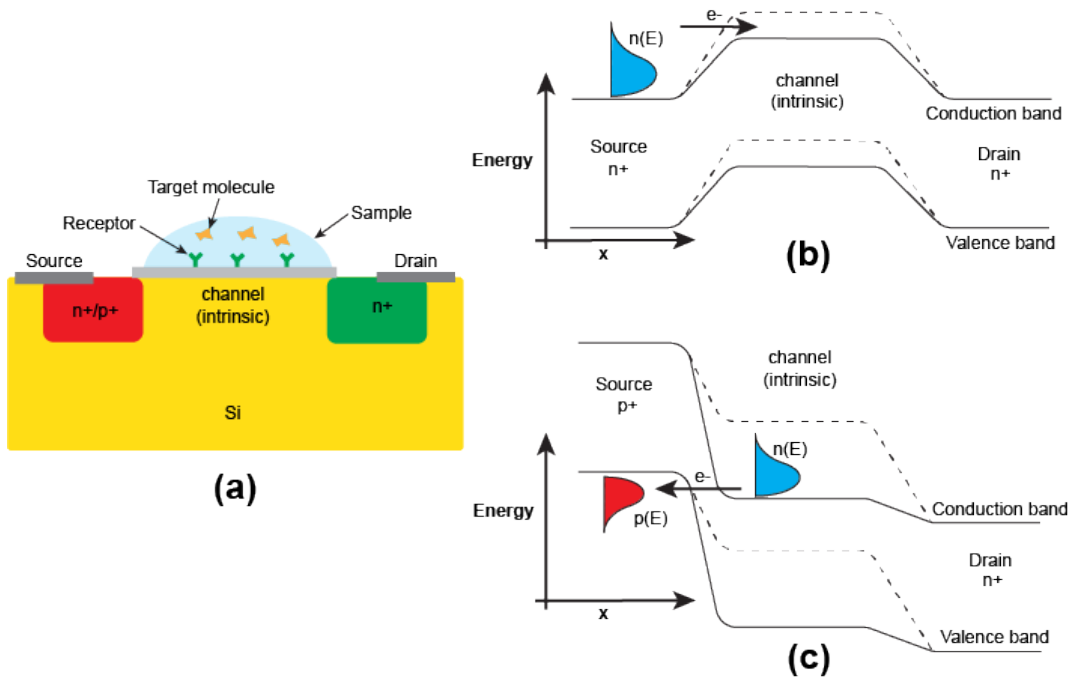 Target molecule
Receptor
Sample
Source
Drain
n+/p+
channel
(intrinsic)
n+
Si
(a)
e-
n(E)
channel
(intrinsic)
Conduction band
Energy
Source
n+
Drain
n+
Valence band
x
(b)
channel
(intrinsic)
Source
p+
n(E)
e-
Energy
p(E)
Conduction band
Drain
n+
x
Valence band
(c)